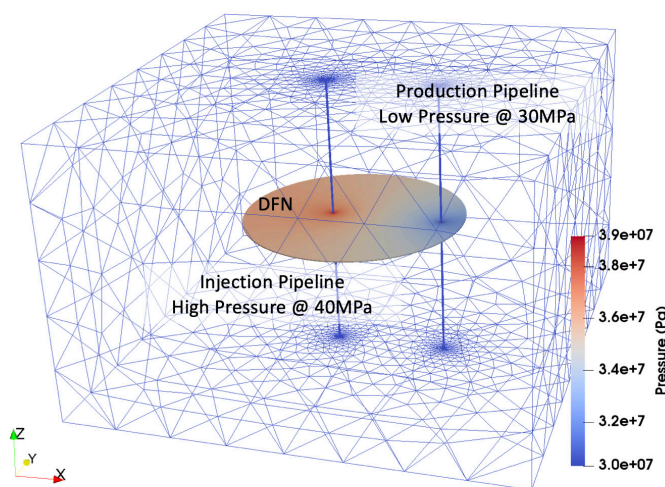 Production Pipeline
Low Pressure @ 30MPa
DFN
Injection Pipeline
High Pressure @ 40MPa
3.9e+07
3.8e+7
3.6e+7
3.4e+7
3.2e+7
3.0e+07
Pressure (Pa)
Z
Y
X